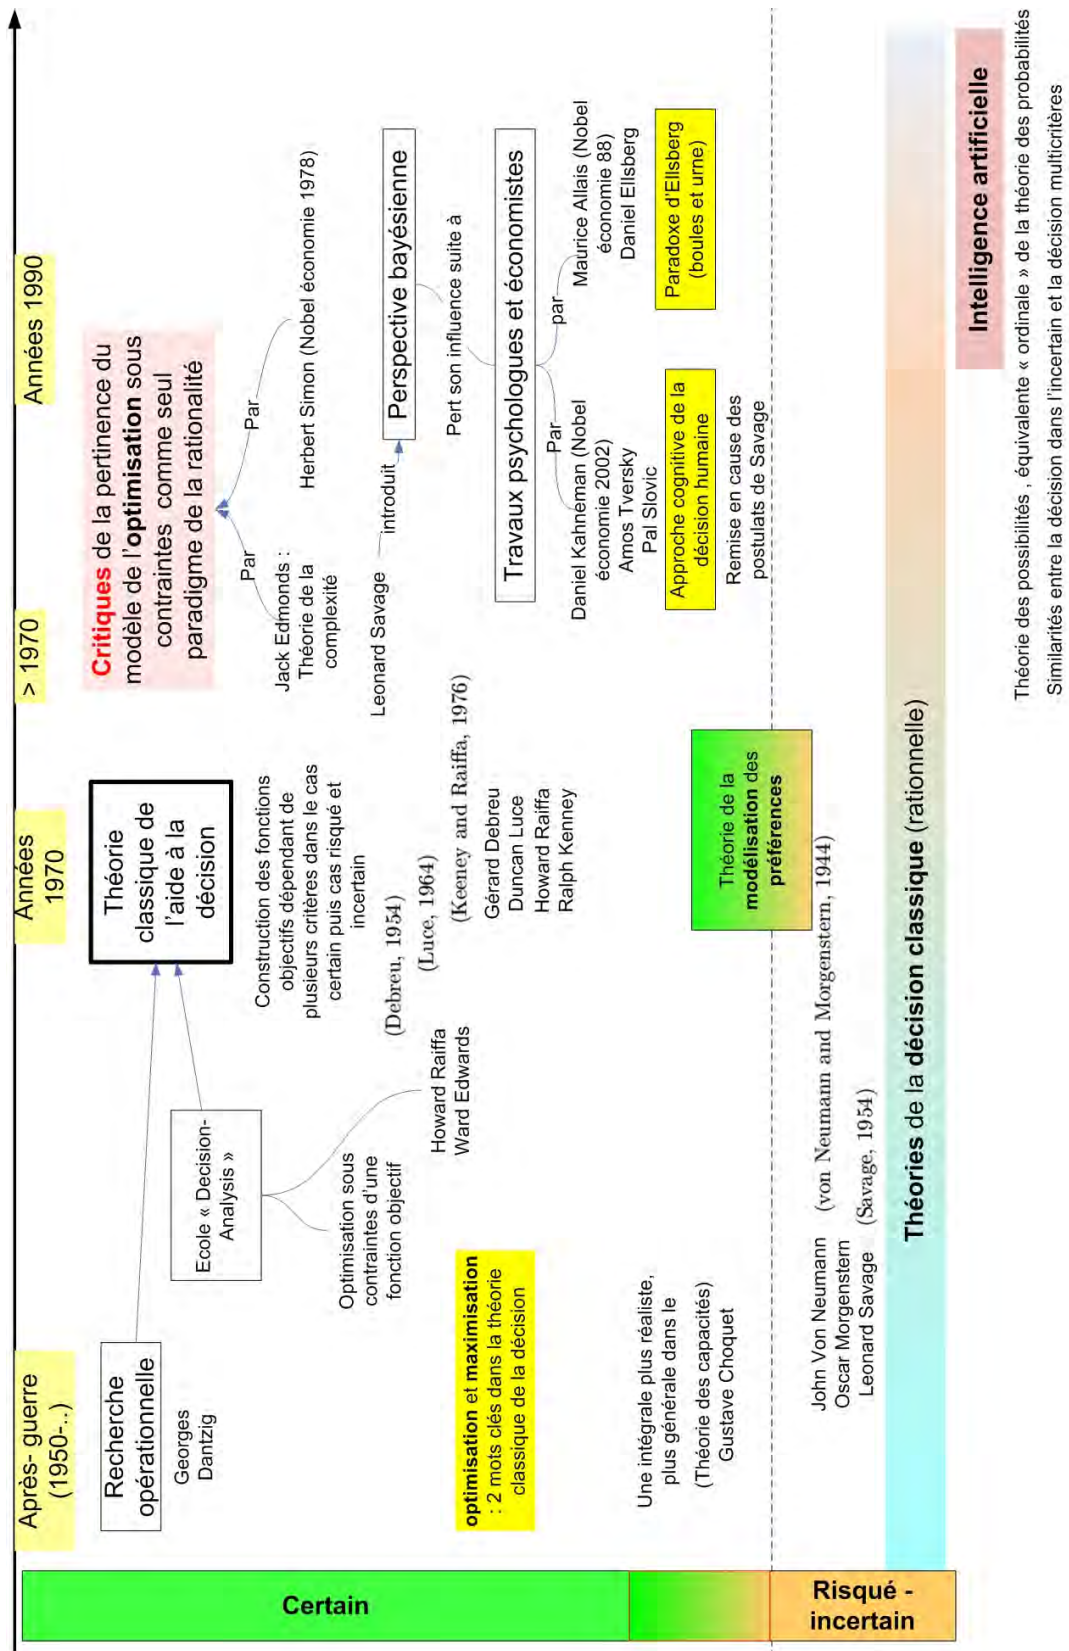 Après- guerre
(1950-..)
Années
1970
> 1970
Années 1990
Certain
Risqué -
incertain
Recherche
opérationnelle
Georges
Dantzig
Ecole « Decision-
Analysis »
Optimisation sous
contraintes d'une
fonction objectif
Howard Raiffa
Ward Edwards
optimisation et maximisation
: 2 mots clés dans la théorie
classique de la décision
Une intégrale plus réaliste,
plus générale dans le
(Théorie des capacités)
Gustave Choquet
John Von Neumann
Oscar Morgenstern
Leonard Savage
(von Neumann and Morgenstern, 1944)
(Savage, 1954)
Théorie
classique de
l'aide à la
décision
Construction des fonctions
objectifs dépendant de
plusieurs critères dans le cas
certain puis cas risqué et
incertain
(Debreu, 1954)
(Luce, 1964)
(Keeney and Raiffa, 1976)
Gérard Debreu
Duncan Luce
Howard Raiffa
Ralph Kenney
Théorie de la
modélisation des
préférences
Critiques de la pertinence du
modèle de l'optimisation sous
contraintes comme seul
paradigme de la rationalité
Par
Par
Jack Edmonds :
Théorie de la
complexité
Herbert Simon (Nobel économie 1978)
Leonard Savage
introduit
Perspective bayésienne
Pert son influence suite à
Travaux psychologues et économistes
Par
par
Daniel Kahneman (Nobel
économie 2002)
Amos Tversky
Pal Slovic
Maurice Allais (Nobel
économie 88)
Daniel Ellsberg
Approche cognitive de la
décision humaine
Paradoxe d'Ellsberg
(boules et urne)
Remise en cause des
postulats de Savage
Théories de la décision classique (rationnelle)
Intelligence artificielle
Théorie des possibilités , équivalente « ordinale » de la théorie des probabilités
Similarités entre la décision dans l'incertain et la décision multicritères